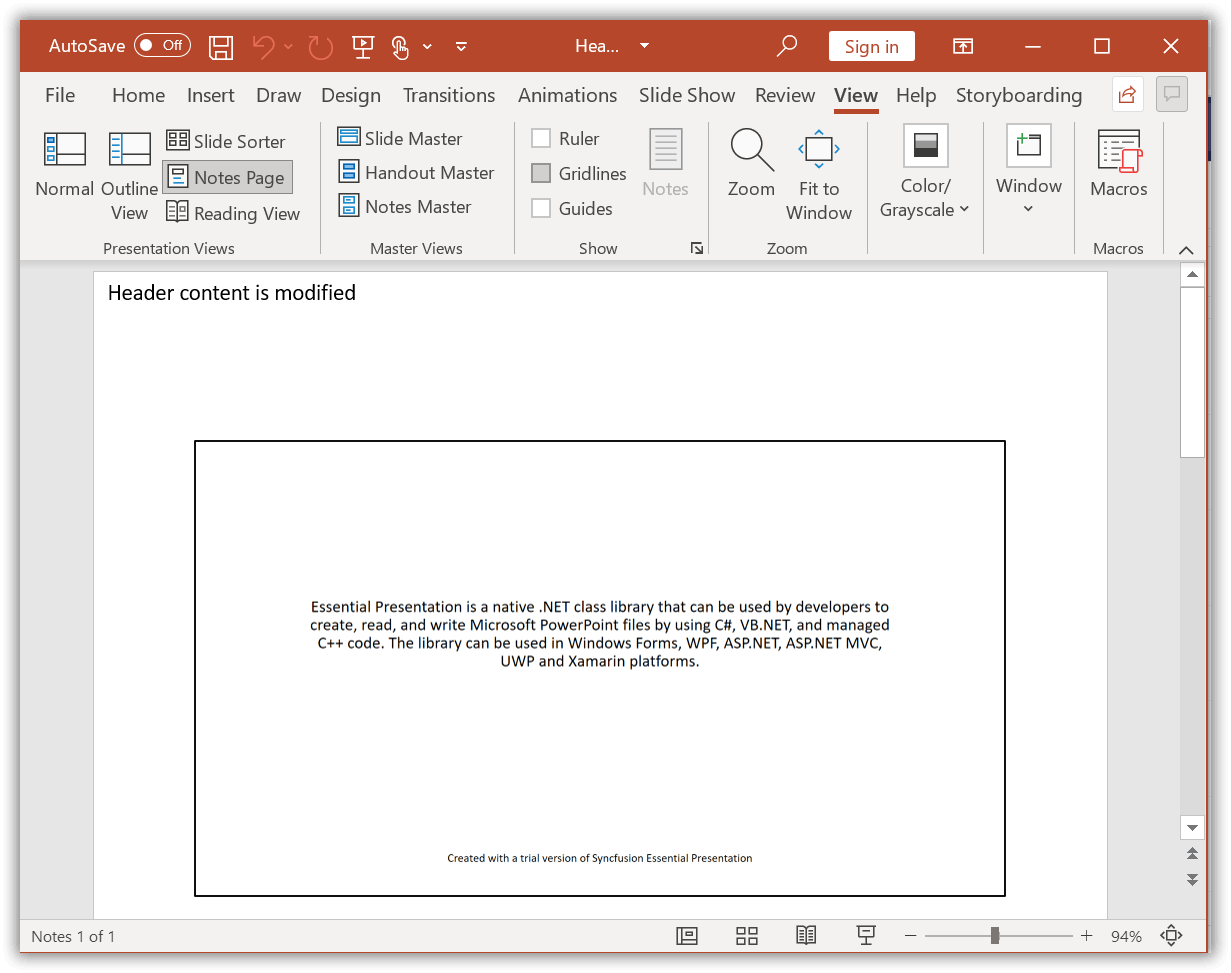 AutoSave Off Hea... Sign in
File Home Insert Draw Design Transitions Animations Slide Show Review View Help Storyboarding
Normal
Outline
View
Slide Sorter
Notes Page
Reading View
Presentation Views
Slide Master
Handout Master
Notes Master
Master Views
Ruler
Gridlines
Guides
Notes
Show
Zoom
Fit to
Window
Zoom
Color/
Grayscale
Window
Macros
Macros
Header content is modified
Essential Presentation is a native .NET class library that can be used by developers to
create, read, and write Microsoft PowerPoint files by using C#, VB.NET, and managed
C++ code. The library can be used in Windows Forms, WPF, ASP.NET, ASP.NET MVC,
UWP and Xamarin platforms.
Created with a trial version of Syncfusion Essential Presentation
Notes 1 of 1 94%